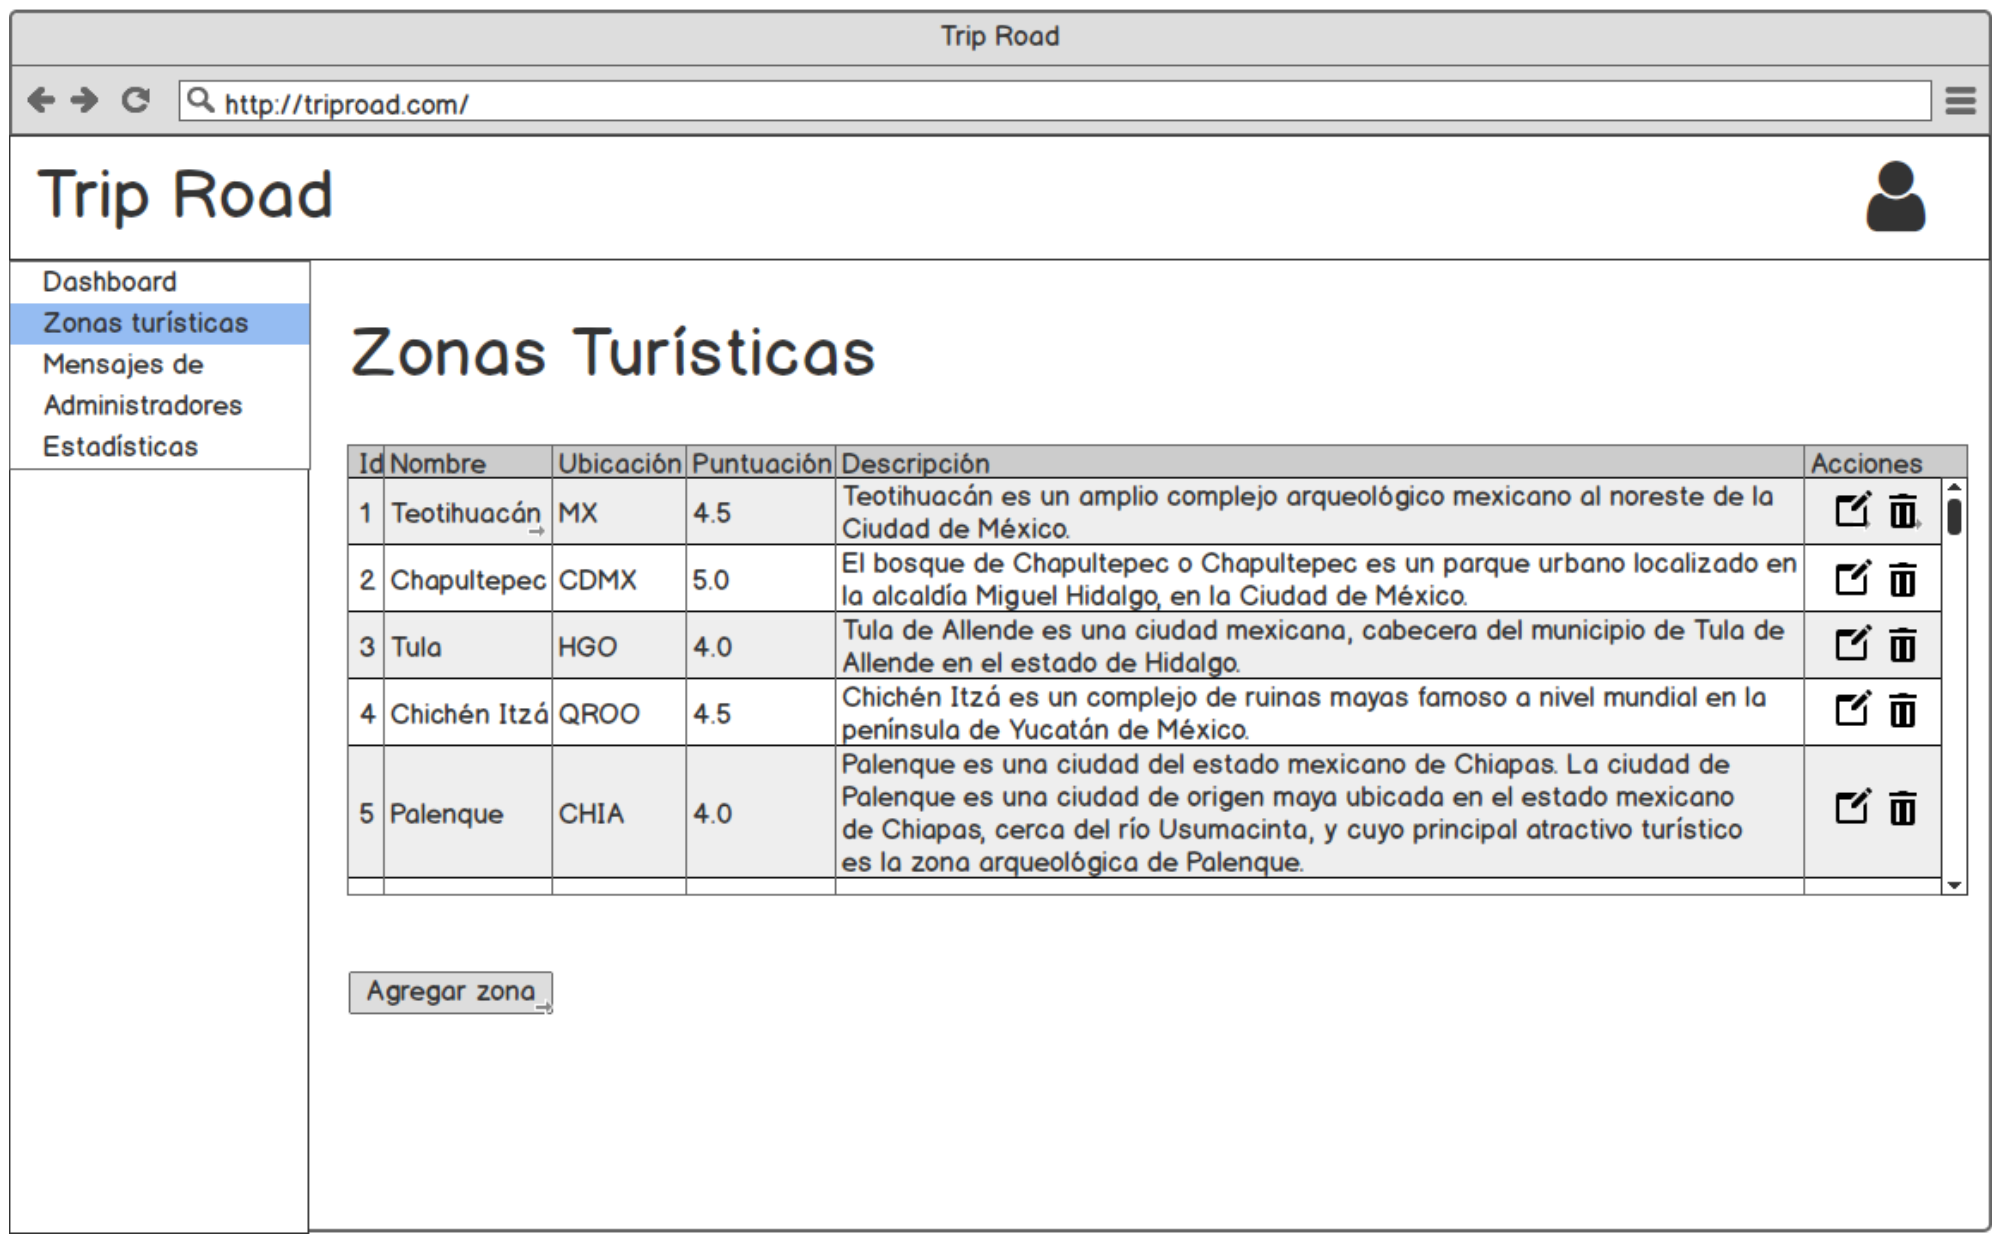 Trip Road
http://triproad.com/
Trip Road
Dashboard
Zonas turísticas
Mensajes de
Administradores
Estadísticas
Zonas Turísticas
Id Nombre Ubicación Puntuación Descripción Acciones
1 Teotihuacán MX 4.5 Teotihuacán es un amplio complejo arqueológico mexicano al noreste de la
Ciudad de México.
2 Chapultepec CDMX 5.0 El bosque de Chapultepec o Chapultepec es un parque urbano localizado en
la alcaldía Miguel Hidalgo, en la Ciudad de México.
3 Tula HGO 4.0 Tula de Allende es una ciudad mexicana, cabecera del municipio de Tula de
Allende en el estado de Hidalgo.
4 Chichén Itzá QROO 4.5 Chichén Itzá es un complejo de ruinas mayas famoso a nivel mundial en la
península de Yucatán de México.
5 Palenque CHIA 4.0 Palenque es una ciudad del estado mexicano de Chiapas. La ciudad de
Palenque es una ciudad de origen maya ubicada en el estado mexicano
de Chiapas, cerca del río Usumacinta, y cuyo principal atractivo turístico
es la zona arqueológica de Palenque.
Agregar zona